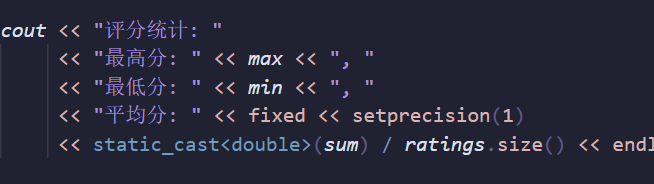 cout << "评分统计: "
<< "最高分: " << max << ", "
<< "最低分: " << min << ", "
<< "平均分: " << fixed << setprecision(1)
<< static_cast<double>(sum) / ratings.size() << endl